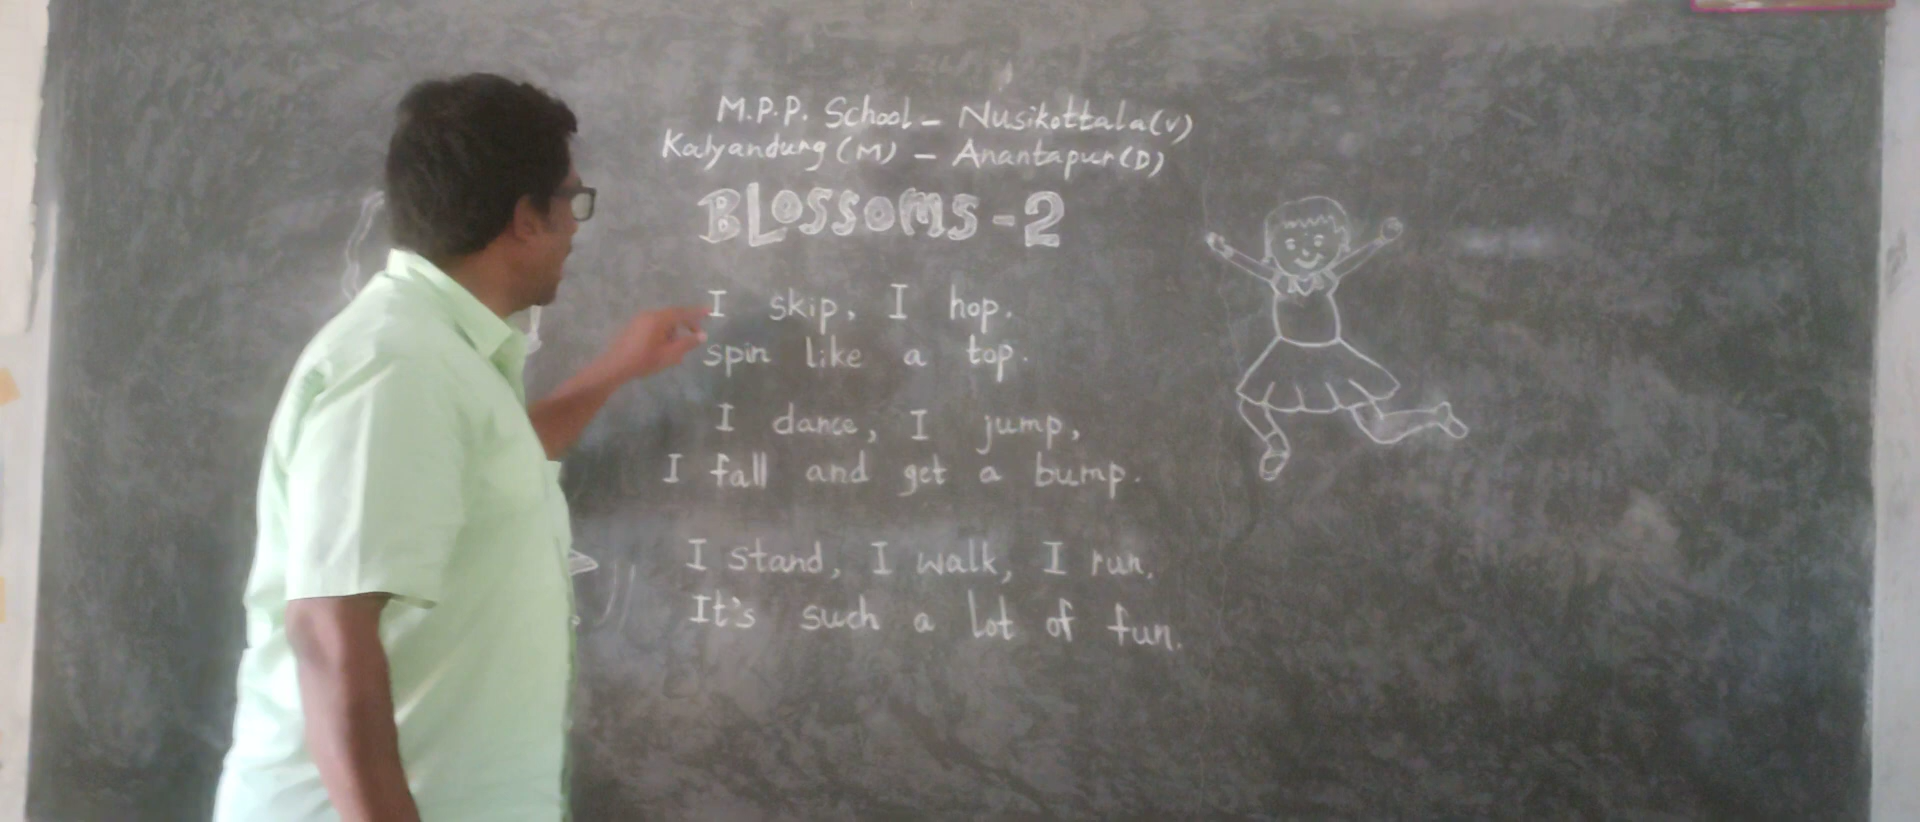 M.P.P. School - Nusikottala(V)
Kalyandurg (M) - Anantapur (D)
BLOSSOMS - 2
I skip, I hop.
spin like a top.
I dance, I jump,
I fall and get a bump.
I stand, I walk, I run,
It's such a lot of fun.